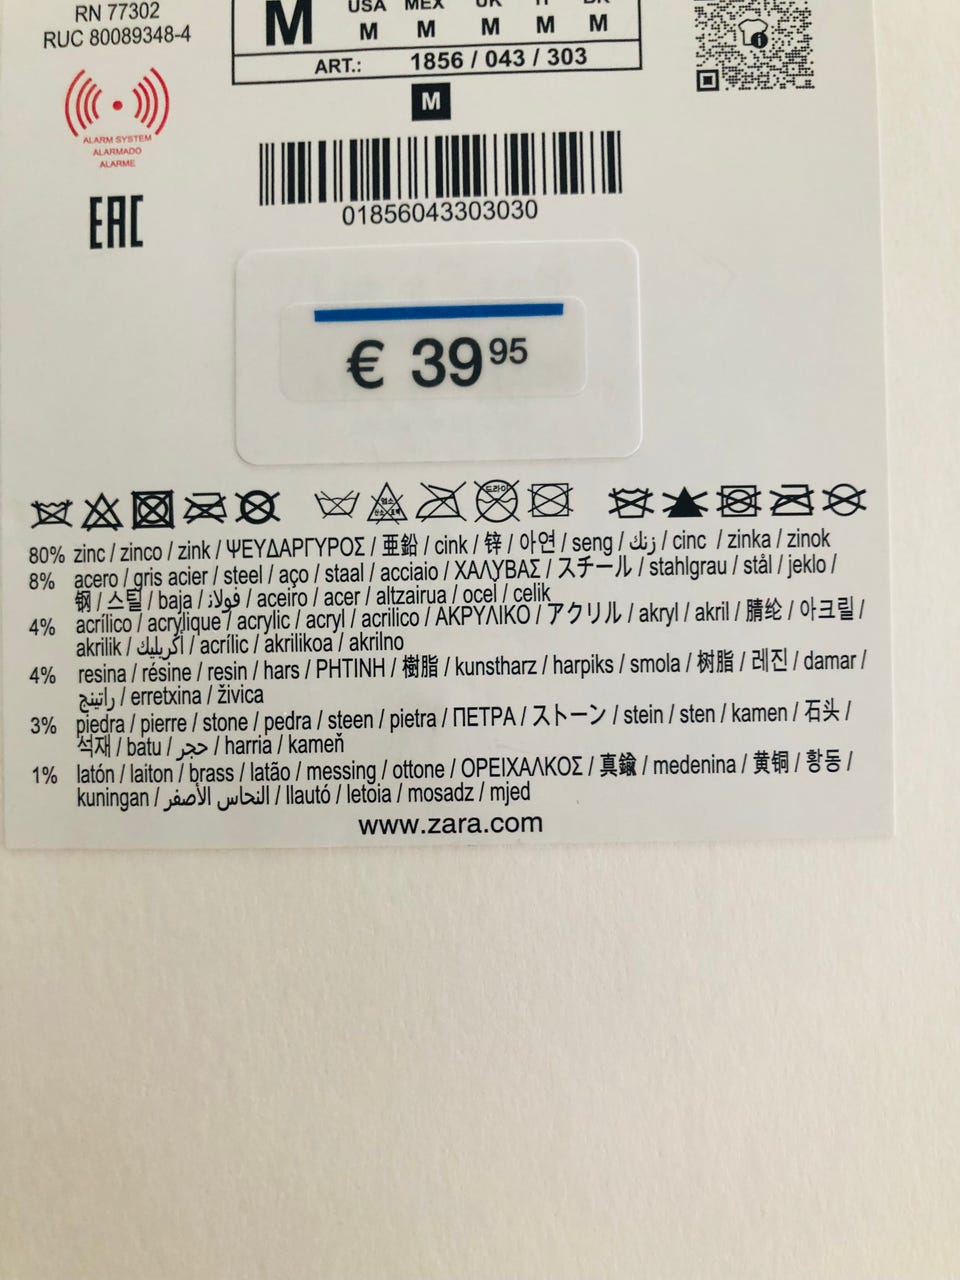 RN 77302
RUC 80089348-4
M
USA MEX UK IT BR
M M M M M
ART.: 1856 / 043 / 303
M
ALARM SYSTEM
ALARMADO
ALARME
EAC
01856043303030
€ 39 95
드라이
80% zinc / zinco / zink / ΨΕΥΔΑΡΓΥΡΟΣ / 亜鉛 / cink / 锌 / 아연 / seng / زنك / cinc / zinka / zinok
8% acero / gris acier / steel / aço / staal / acciaio / ΧΑΛΥΒΑΣ / スチール / stahlgrau / stål / jeklo /
钢 / 스틸 / baja / فولاذ / aceiro / acer / altzairua / ocel / celik
4% acrílico / acrylique / acrylic / acryl / acrilico / ΑΚΡΥΛΙΚΟ / アクリル / akryl / akril / 腈纶 / 아크릴 /
akrilik / اكريليك / acrílic / akrilikoa / akrilno
4% resina / résine / resin / hars / ΡΗΤΙΝΗ / 樹脂 / kunstharz / harpiks / smola / 树脂 / 레진 / damar /
راتينج / erretxina / živica
3% piedra / pierre / stone / pedra / steen / pietra / ΠΕΤΡΑ / ストーン / stein / sten / kamen / 石头 /
석재 / batu / حجر / harria / kameň
1% latón / laiton / brass / latão / messing / ottone / ΟΡΕΙΧΑΛΚΟΣ / 真鍮 / medenina / 黄铜 / 황동 /
kuningan / النحاس الأصفر / llautó / letoia / mosadz / mjed
www.zara.com